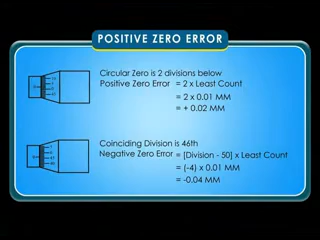 POSITIVE ZERO ERROR
Circular Zero is 2 divisions below
Positive Zero Error = 2 x Least Count
= 2 x 0.01 MM
= + 0.02 MM
Coinciding Division is 46th
Negative Zero Error = [Division - 50] x Least Count
= (-4) x 0.01 MM
= -0.04 MM